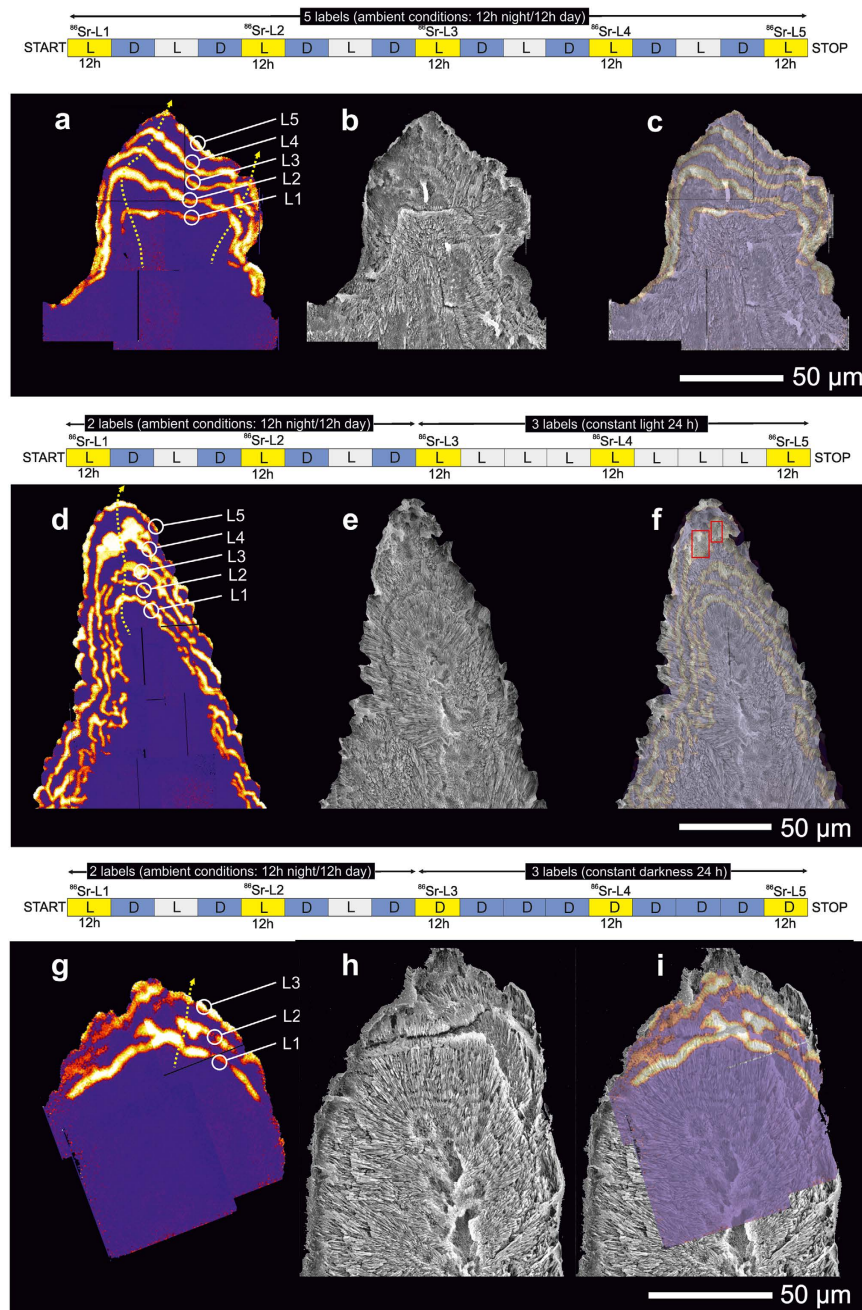 5 labels (ambient conditions: 12h night/12h day)
⁸⁶Sr-L1 ⁸⁶Sr-L2 ⁸⁶Sr-L3 ⁸⁶Sr-L4 ⁸⁶Sr-L5
START L D L D L D L D L D L D L D L D L STOP
12h 12h 12h 12h 12h
a b c
L5
L4
L3
L2
L1
50 µm
2 labels (ambient conditions: 12h night/12h day) 3 labels (constant light 24 h)
⁸⁶Sr-L1 ⁸⁶Sr-L2 ⁸⁶Sr-L3 ⁸⁶Sr-L4 ⁸⁶Sr-L5
START L D L D L D L D L L L L L L L L L STOP
12h 12h 12h 12h 12h
d e f
L5
L4
L3
L2
L1
50 µm
2 labels (ambient conditions: 12h night/12h day) 3 labels (constant darkness 24 h)
⁸⁶Sr-L1 ⁸⁶Sr-L2 ⁸⁶Sr-L3 ⁸⁶Sr-L4 ⁸⁶Sr-L5
START L D L D L D L D D D D D D D D D D STOP
12h 12h 12h 12h 12h
g h i
L3
L2
L1
50 µm